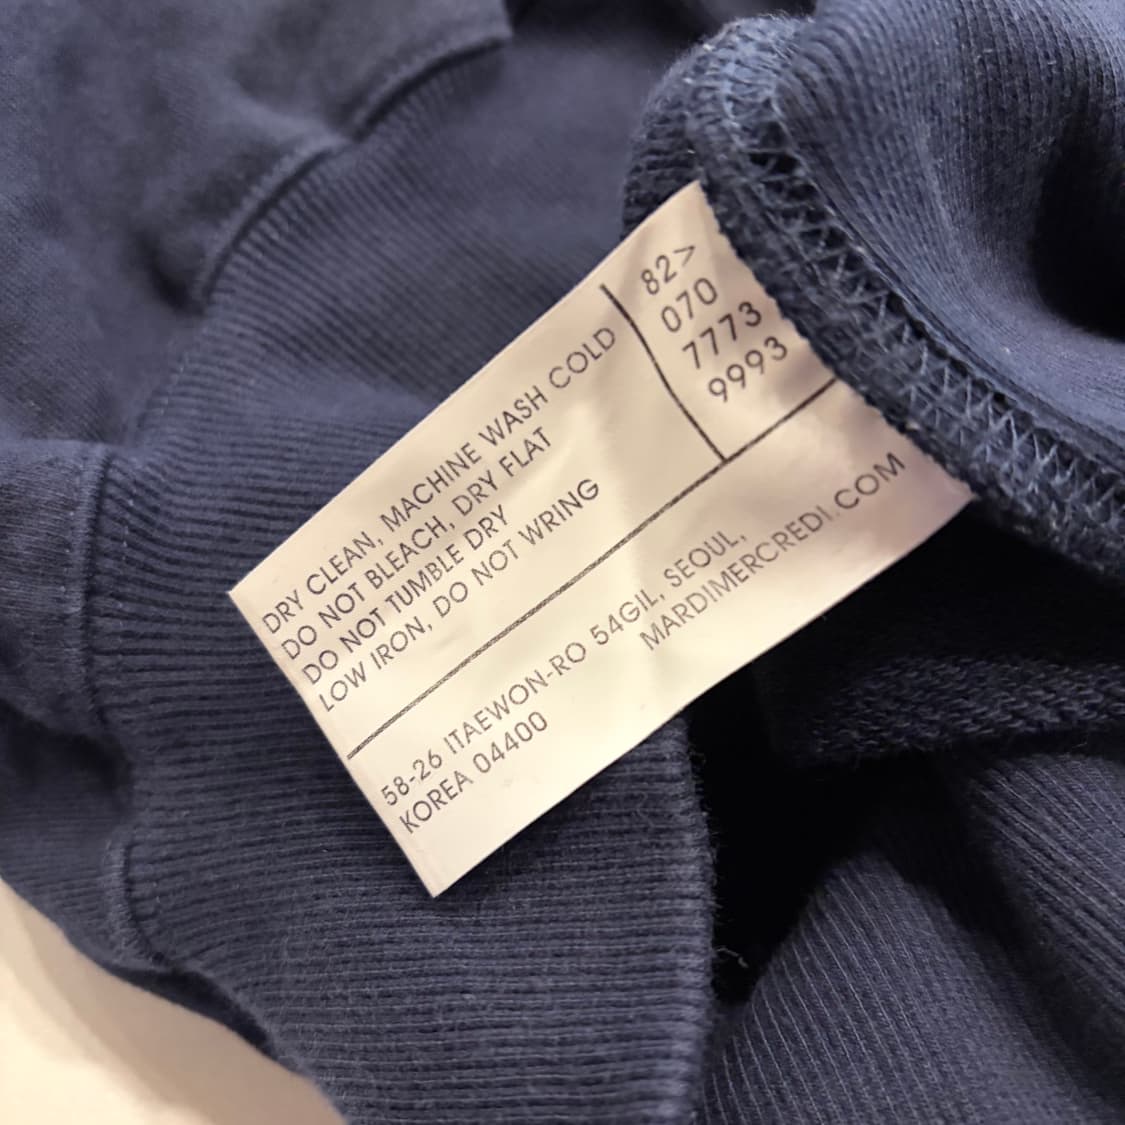 DRY CLEAN, MACHINE WASH COLD
DO NOT BLEACH, DRY FLAT
DO NOT TUMBLE DRY
LOW IRON, DO NOT WRING
82>
070
7773
9993
58-26 ITAEWON-RO 54GIL, SEOUL,
KOREA 04400
MARDIMERCREDI.COM